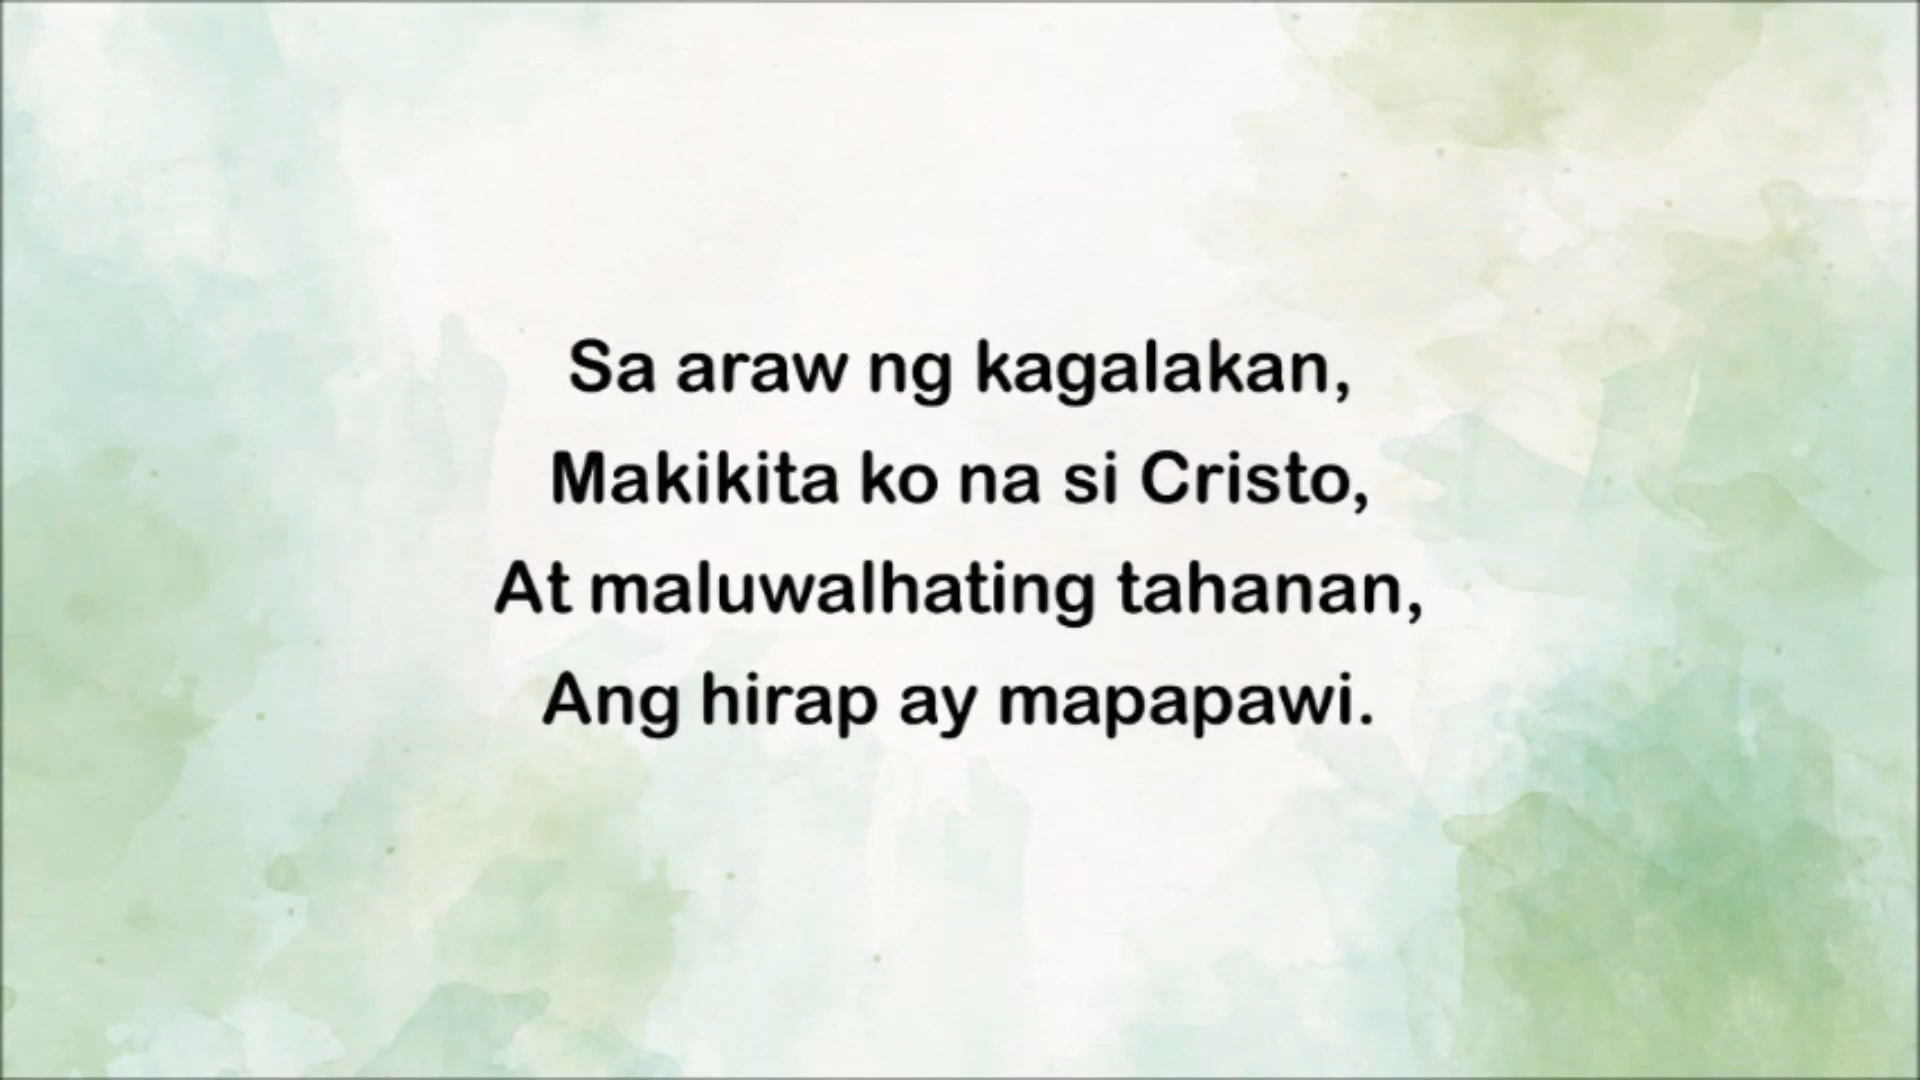 Sa araw ng kagalakan,
Makikita ko na si Cristo,
At maluwalhating tahanan,
Ang hirap ay mapapawi.